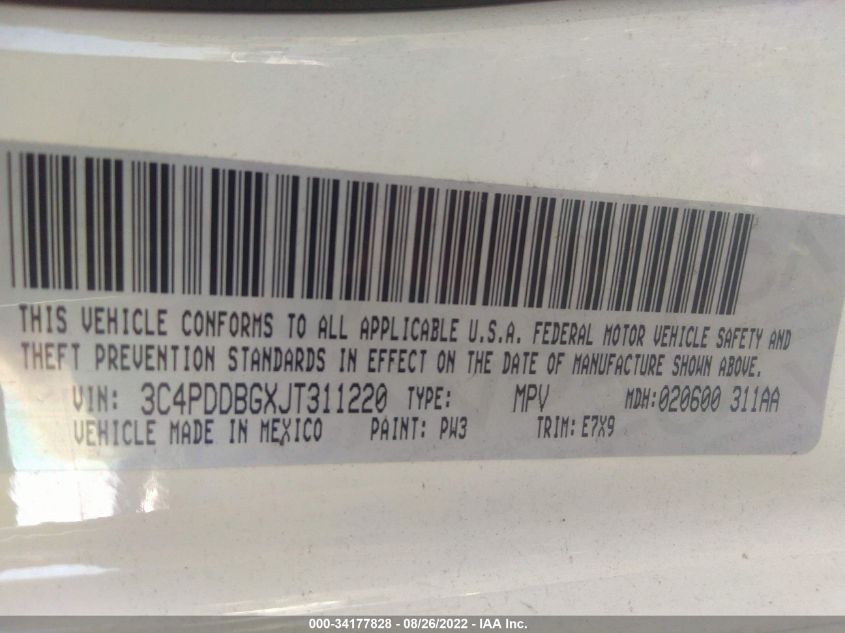 THIS VEHICLE CONFORMS TO ALL APPLICABLE U.S.A. FEDERAL MOTOR VEHICLE SAFETY AND
THEFT PREVENTION STANDARDS IN EFFECT ON THE DATE OF MANUFACTURE SHOWN ABOVE.
VIN: 3C4PDDBGXJT311220 TYPE: MPV MDH:020600 311AA
VEHICLE MADE IN MEXICO PAINT: PW3 TRIM: E7X9
000-34177828 - 08/26/2022 - IAA Inc.